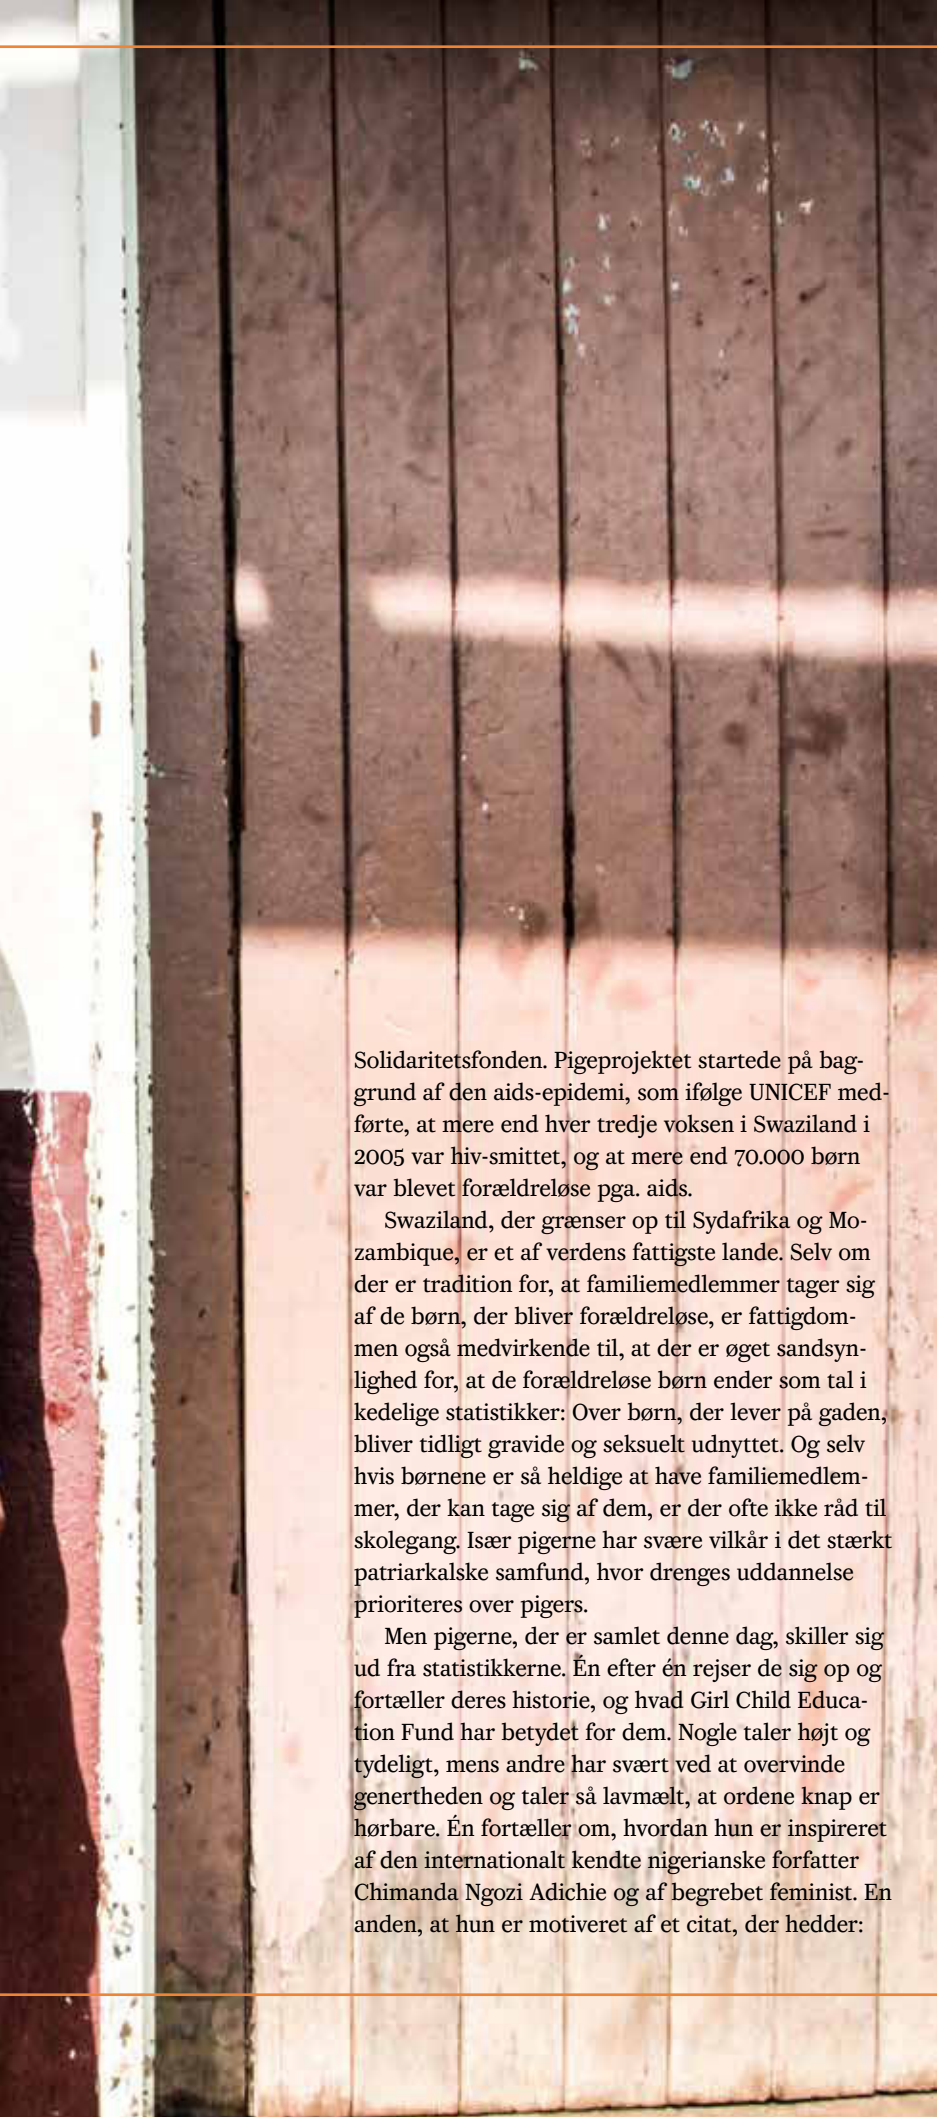 Solidaritetsfonden. Pigeprojektet startede på bag-
grund af den aids-epidemi, som ifølge UNICEF med-
førte, at mere end hver tredje voksen i Swaziland i
2005 var hiv-smittet, og at mere end 70.000 børn
var blevet forældreløse pga. aids.
Swaziland, der grænser op til Sydafrika og Mo-
zambique, er et af verdens fattigste lande. Selv om
der er tradition for, at familiemedlemmer tager sig
af de børn, der bliver forældreløse, er fattigdom-
men også medvirkende til, at der er øget sandsyn-
lighed for, at de forældreløse børn ender som tal i
kedelige statistikker: Over børn, der lever på gaden,
bliver tidligt gravide og seksuelt udnyttet. Og selv
hvis børnene er så heldige at have familiemedlem-
mer, der kan tage sig af dem, er der ofte ikke råd til
skolegang. Især pigerne har svære vilkår i det stærkt
patriarkalske samfund, hvor drenges uddannelse
prioriteres over pigers.
Men pigerne, der er samlet denne dag, skiller sig
ud fra statistikkerne. Én efter én rejser de sig op og
fortæller deres historie, og hvad Girl Child Educa-
tion Fund har betydet for dem. Nogle taler højt og
tydeligt, mens andre har svært ved at overvinde
genertheden og taler så lavmælt, at ordene knap er
hørbare. Én fortæller om, hvordan hun er inspireret
af den internationalt kendte nigerianske forfatter
Chimanda Ngozi Adichie og af begrebet feminist. En
anden, at hun er motiveret af et citat, der hedder: